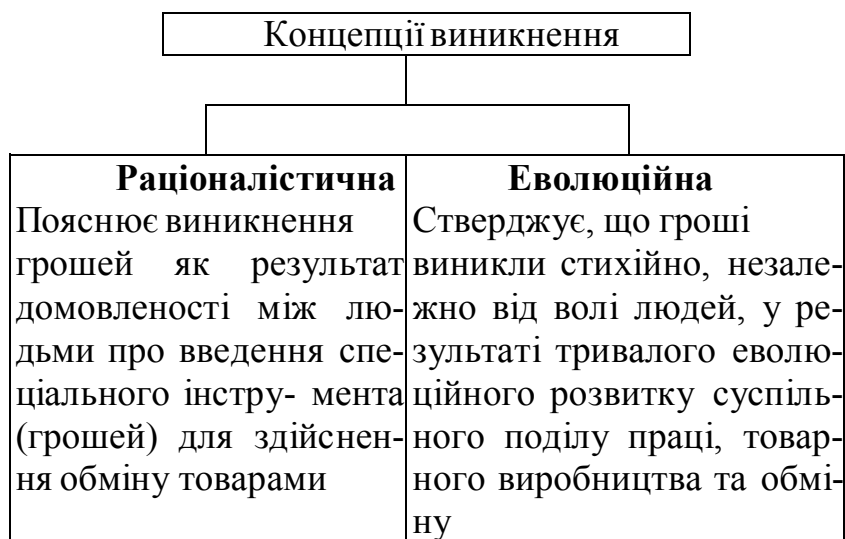 Концепції виникнення
Раціоналістична
Пояснює виникнення
грошей як результат
домовленості між лю-
дьми про введення спе-
ціального інстру- мента
(грошей) для здійснен-
ня обміну товарами
Еволюційна
Стверджує, що гроші
виникли стихійно, незале-
жно від волі людей, у ре-
зультаті тривалого еволю-
ційного розвитку суспіль-
ного поділу праці, товар-
ного виробництва та обмі-
ну